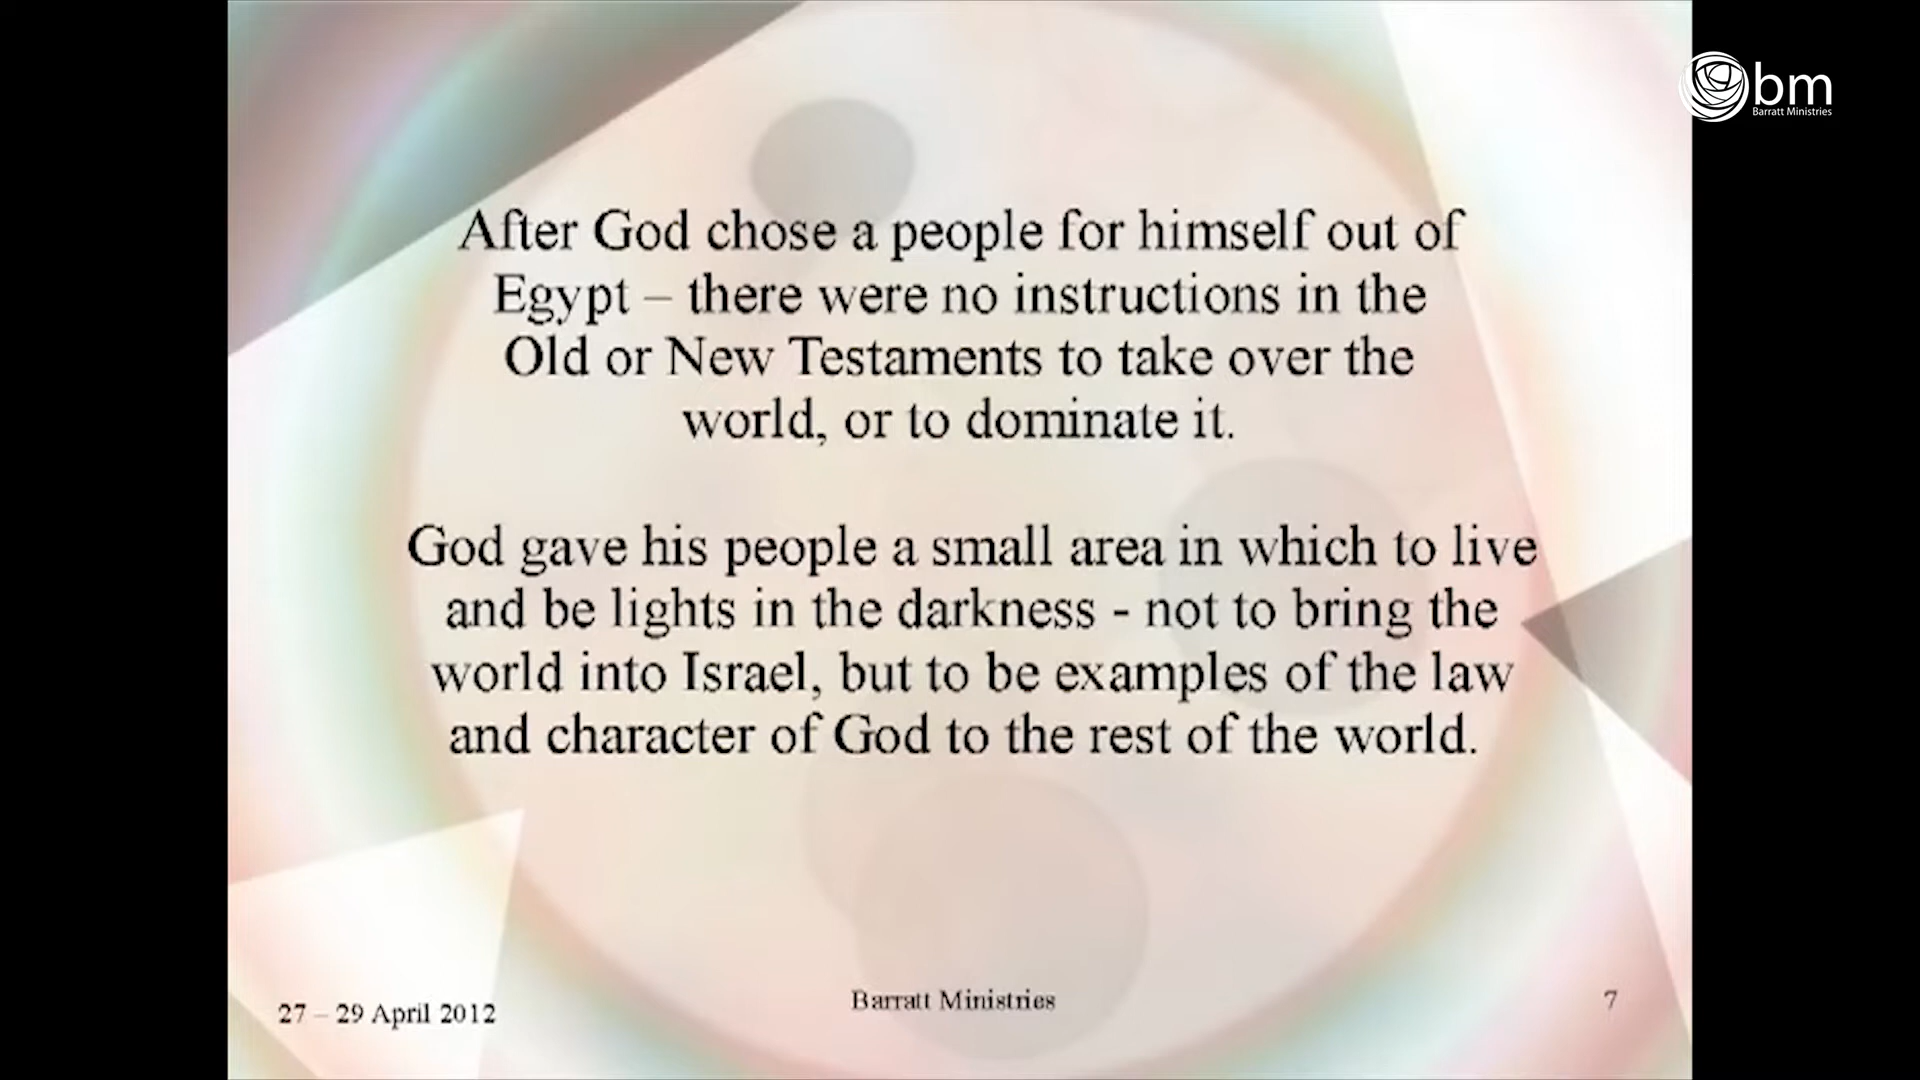 bm
Barratt Ministries
After God chose a people for himself out of
Egypt – there were no instructions in the
Old or New Testaments to take over the
world, or to dominate it.
God gave his people a small area in which to live
and be lights in the darkness - not to bring the
world into Israel, but to be examples of the law
and character of God to the rest of the world.
27 – 29 April 2012
Barratt Ministries
7